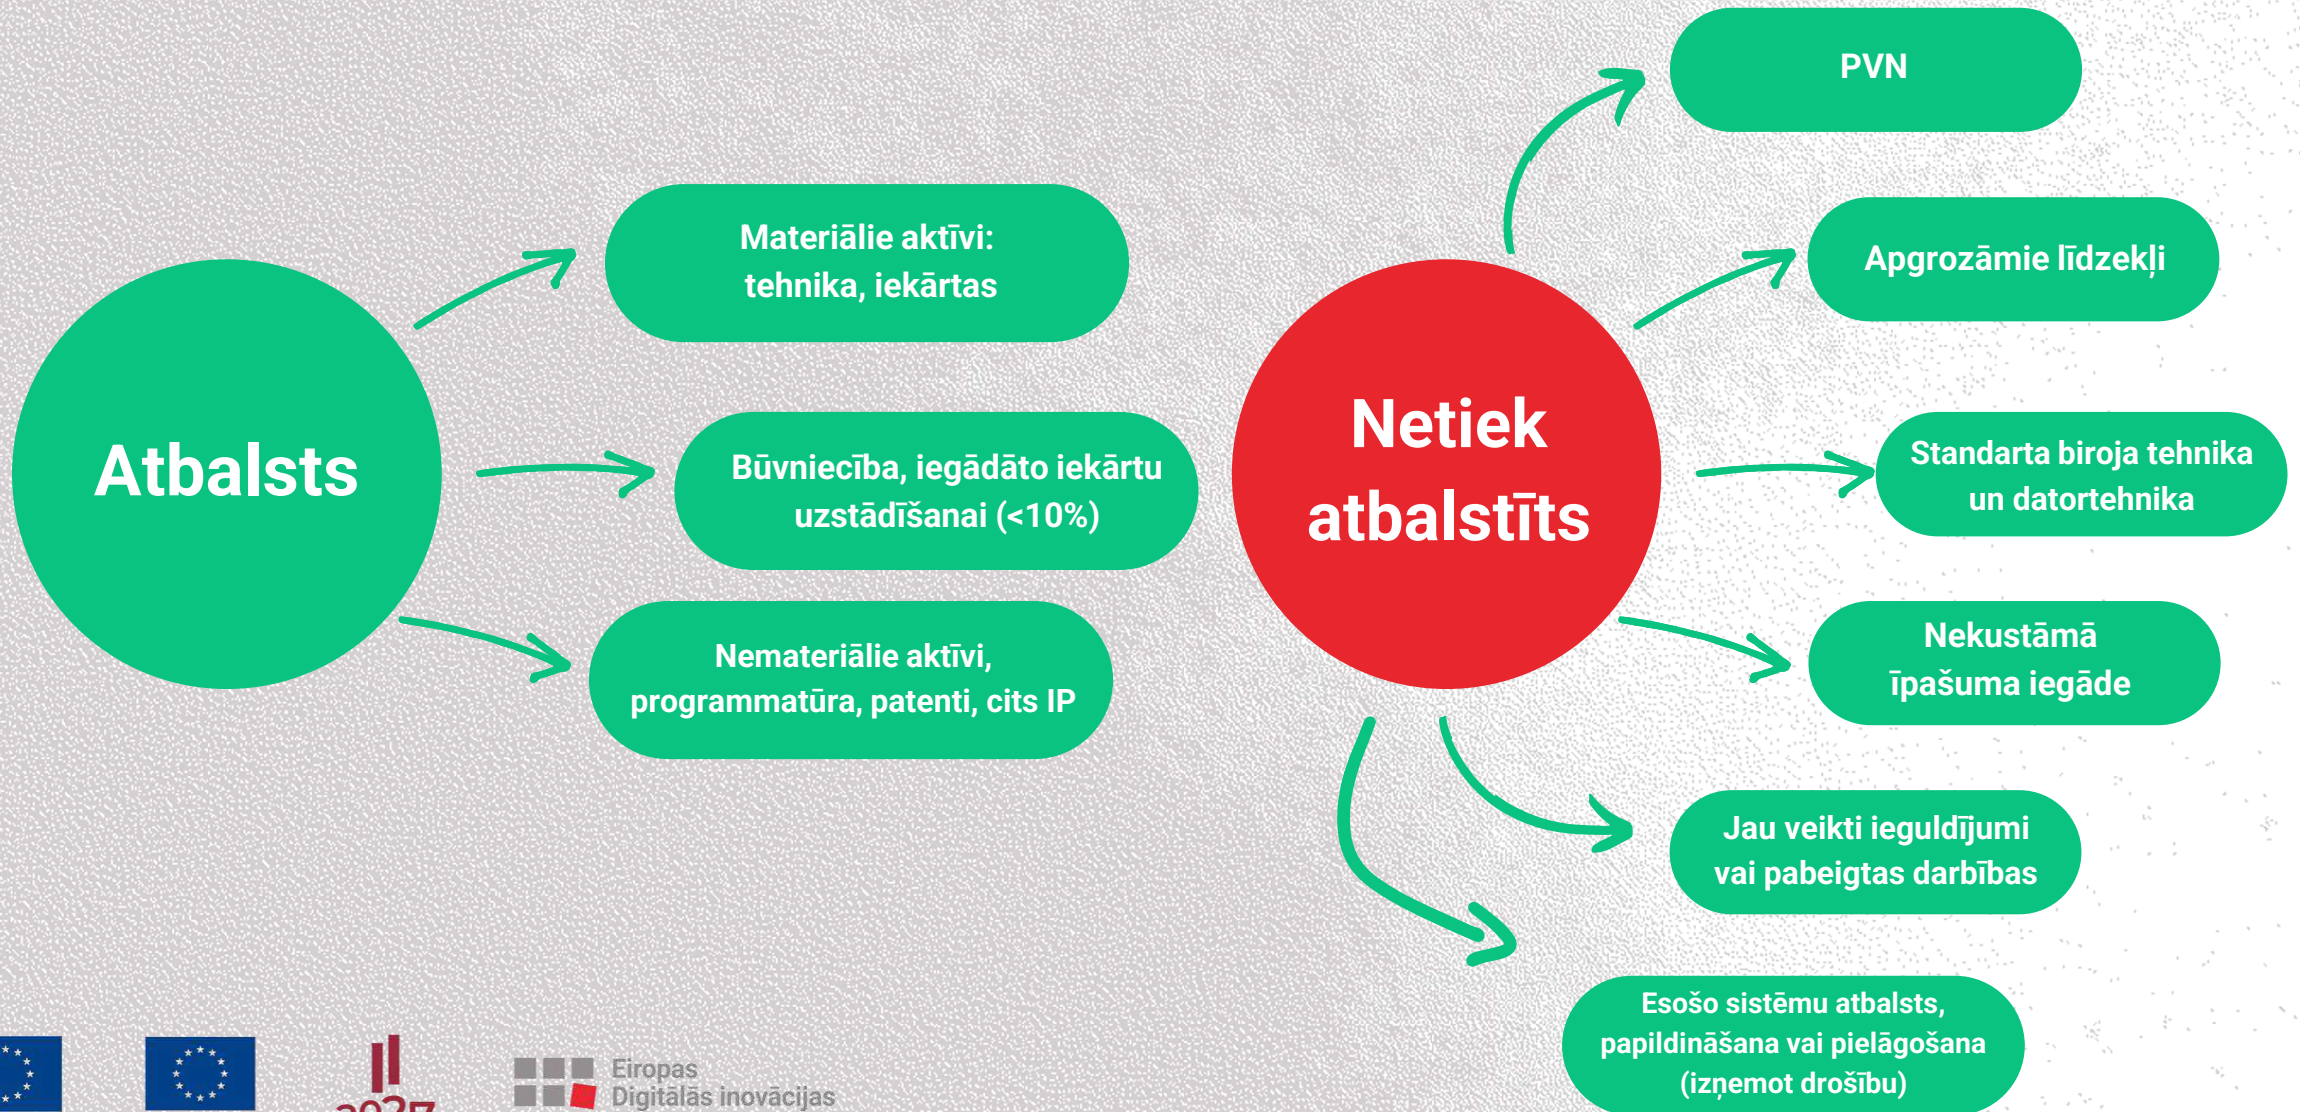 Atbalsts
Materiālie aktīvi:
tehnika, iekārtas
Būvniecība, iegādāto iekārtu
uzstādīšanai (<10%)
Nemateriālie aktīvi,
programmatūra, patenti, cits IP
Netiek
atbalstīts
PVN
Apgrozāmie līdzekļi
Standarta biroja tehnika
un datortehnika
Nekustāmā
īpašuma iegāde
Jau veikti ieguldījumi
vai pabeigtas darbības
Esošo sistēmu atbalsts,
papildināšana vai pielāgošana
(izņemot drošību)
2027
Eiropas
Digitālās inovācijas